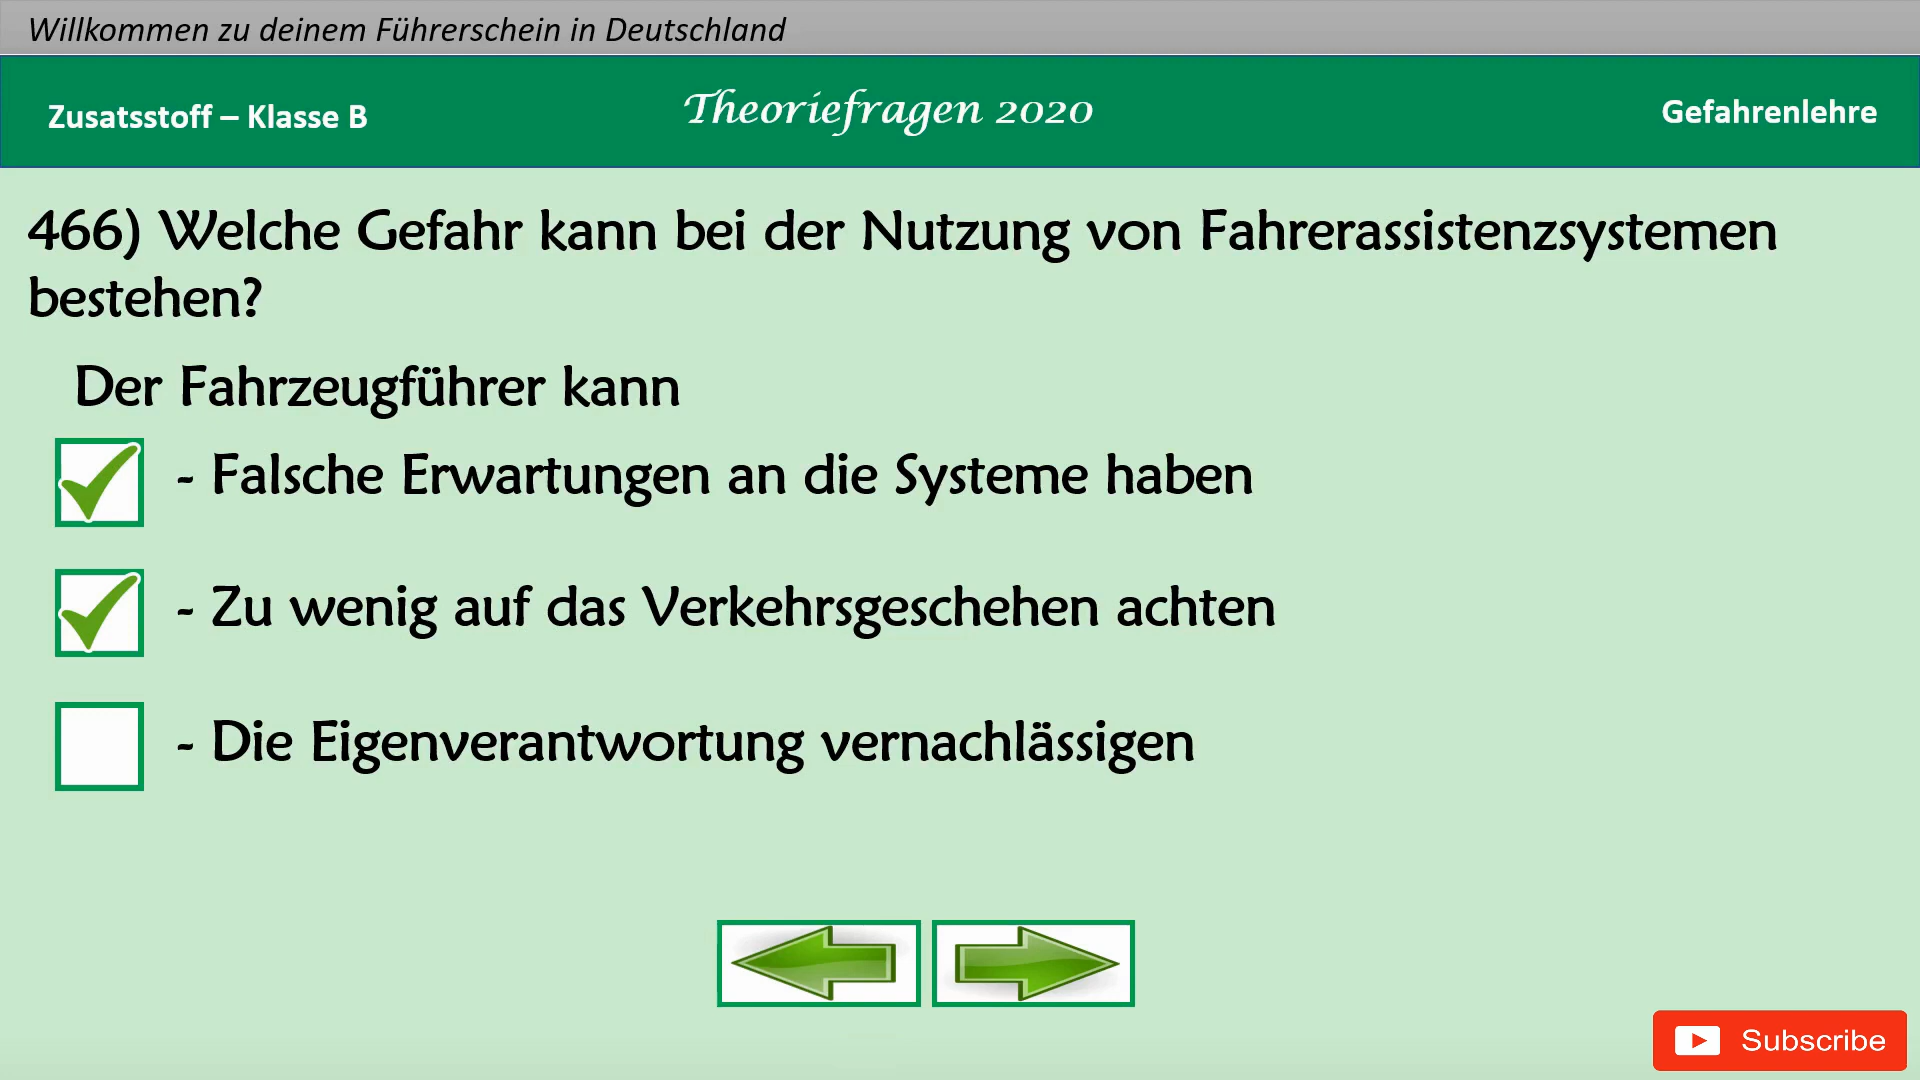 Willkommen zu deinem Führerschein in Deutschland
Zusatsstoff – Klasse B
Theoriefragen 2020
Gefahrenlehre
466) Welche Gefahr kann bei der Nutzung von Fahrerassistenzsystemen
bestehen?
Der Fahrzeugführer kann
- Falsche Erwartungen an die Systeme haben
- Zu wenig auf das Verkehrsgeschehen achten
- Die Eigenverantwortung vernachlässigen
Subscribe